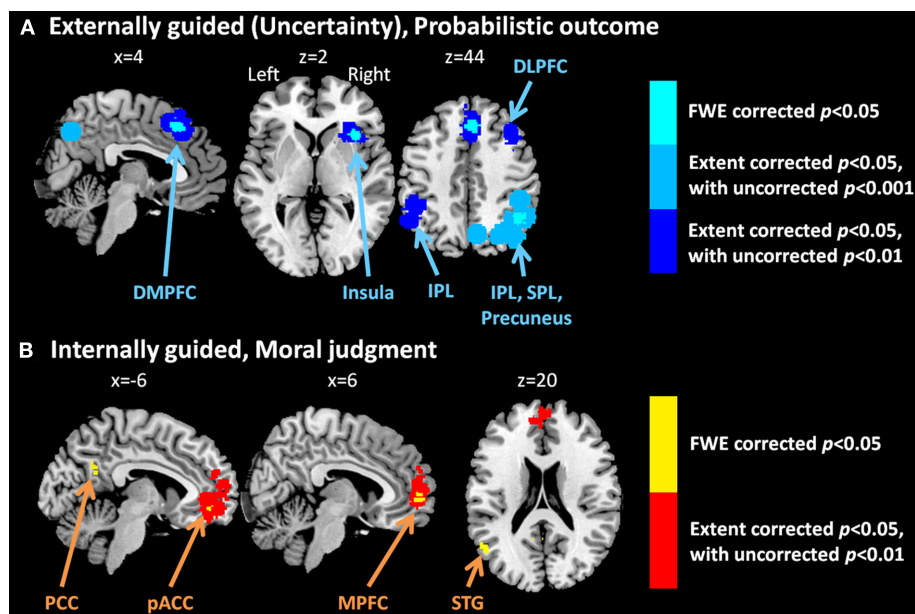 A Externally guided (Uncertainty), Probabilistic outcome
x=4
z=2
z=44
Left
Right
DLPFC
DMPFC
Insula
IPL
IPL, SPL,
Precuneus
FWE corrected p<0.05
Extent corrected p<0.05,
with uncorrected p<0.001
Extent corrected p<0.05,
with uncorrected p<0.01
B Internally guided, Moral judgment
x=-6
x=6
z=20
PCC
pACC
MPFC
STG
FWE corrected p<0.05
Extent corrected p<0.05,
with uncorrected p<0.01